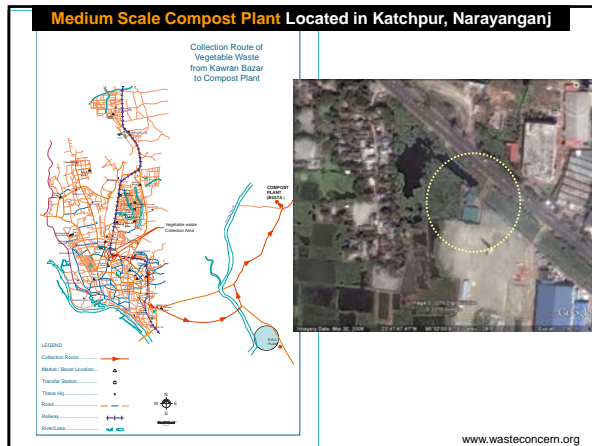 Medium Scale Compost Plant Located in Katchpur, Narayanganj
Collection Route of
Vegetable Waste
from Kawran Bazar
to Compost Plant
COMPOST
PLANT
(BULTA)
Vegetable waste
Collection Area
LEGEND
Collection Route
Market / Bazar Location
Transfer Station
Thana Hq.
Road
Railway
River/Lake
N
W E
S
Imagery Date: Mar 30, 2006
Google
www.wasteconcern.org